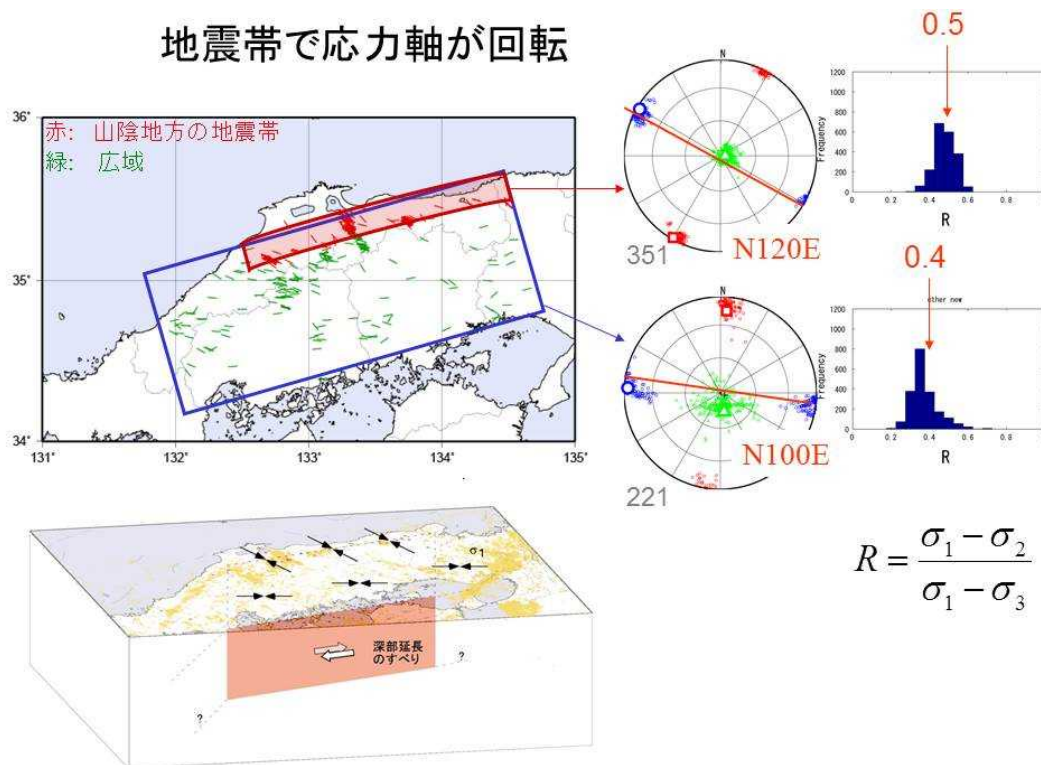 地震帯で応力軸が回転
36°
赤: 山陰地方の地震帯
緑: 広域
35°
34°
131°
132°
133°
134°
135°
N
351
N120E
0.5
1200
1000
800
600
400
200
0
Frequency
0
0.2
0.4
0.6
0.8
1
R
N
221
N100E
0.4
other new
1200
1000
800
600
400
200
0
Frequency
0
0.2
0.4
0.6
0.8
1
R
σ1
深部延長
のすべり
?
?
R = (σ1 − σ2) / (σ1 − σ3)